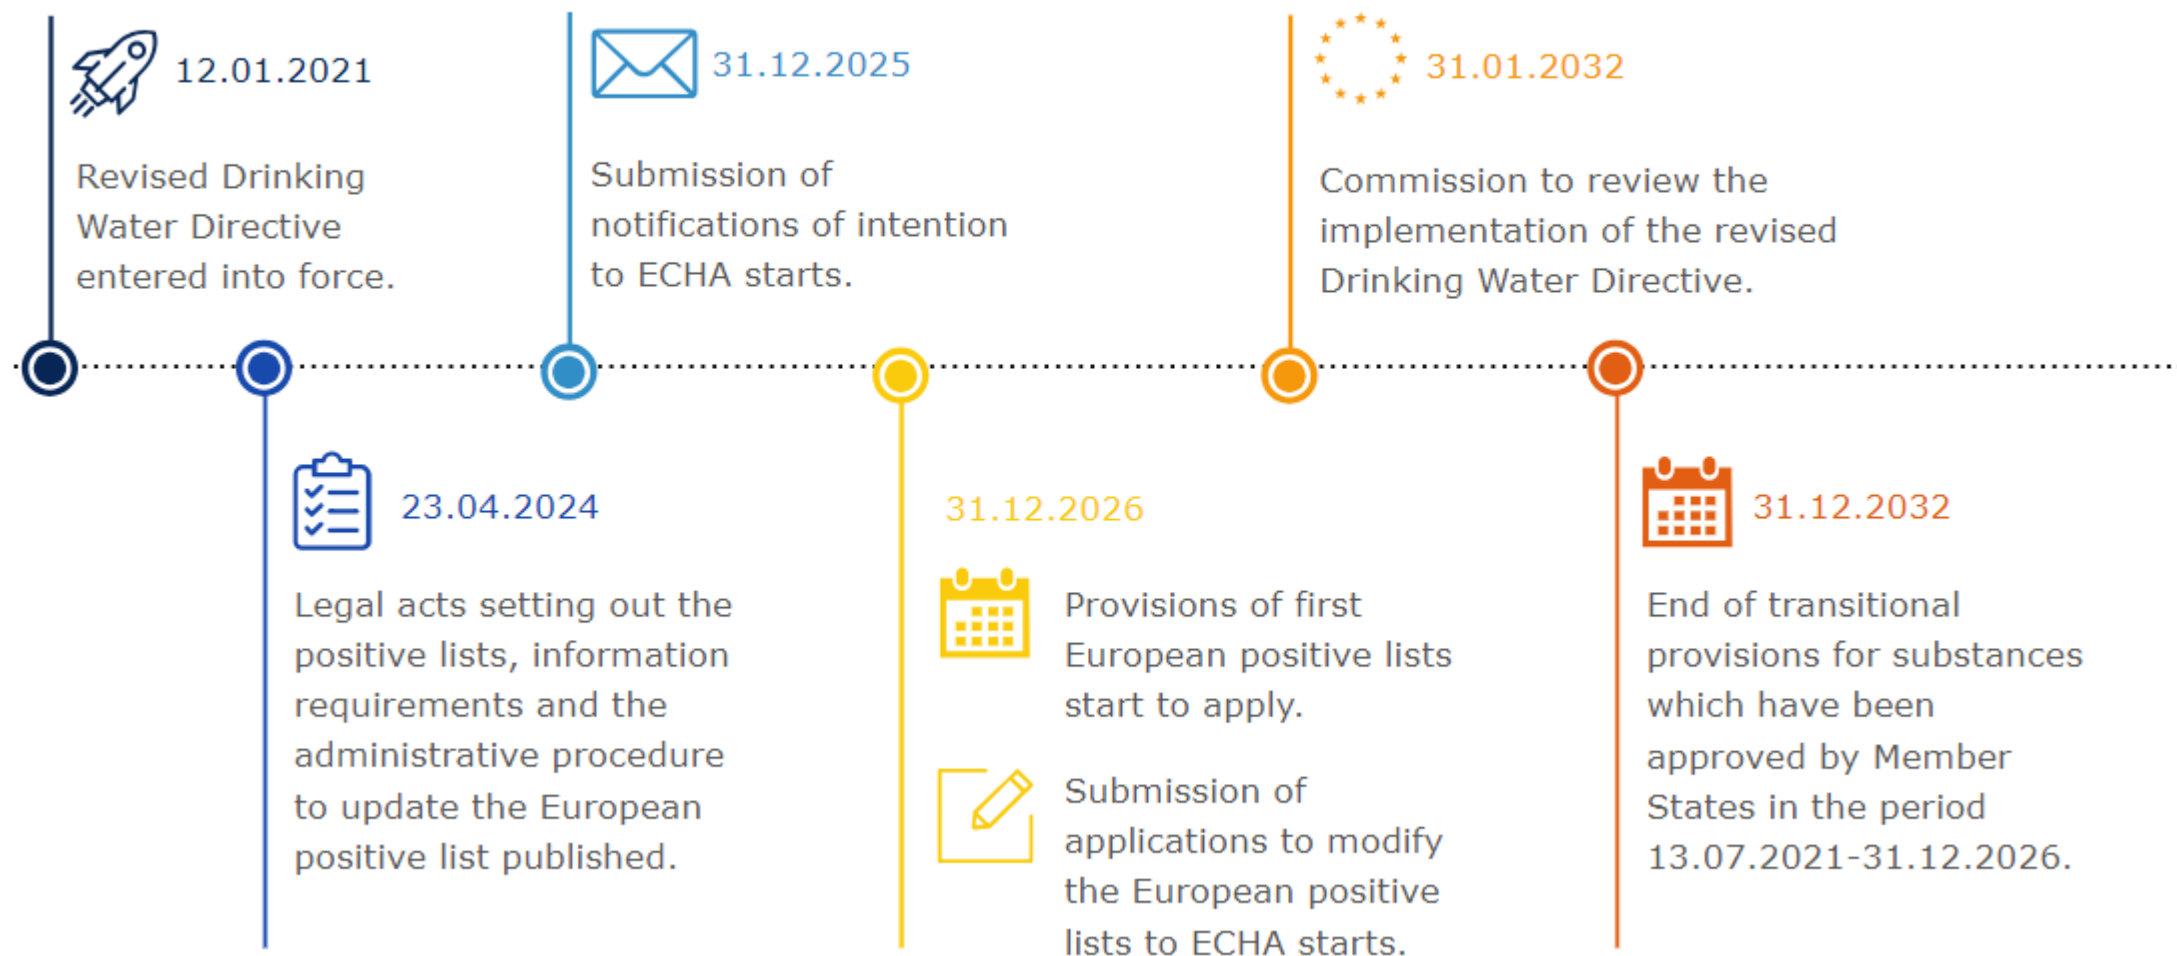 12.01.2021
Revised Drinking
Water Directive
entered into force.
23.04.2024
Legal acts setting out the
positive lists, information
requirements and the
administrative procedure
to update the European
positive list published.
31.12.2025
Submission of
notifications of intention
to ECHA starts.
31.12.2026
Provisions of first
European positive lists
start to apply.
Submission of
applications to modify
the European positive
lists to ECHA starts.
31.01.2032
Commission to review the
implementation of the revised
Drinking Water Directive.
31.12.2032
End of transitional
provisions for substances
which have been
approved by Member
States in the period
13.07.2021-31.12.2026.